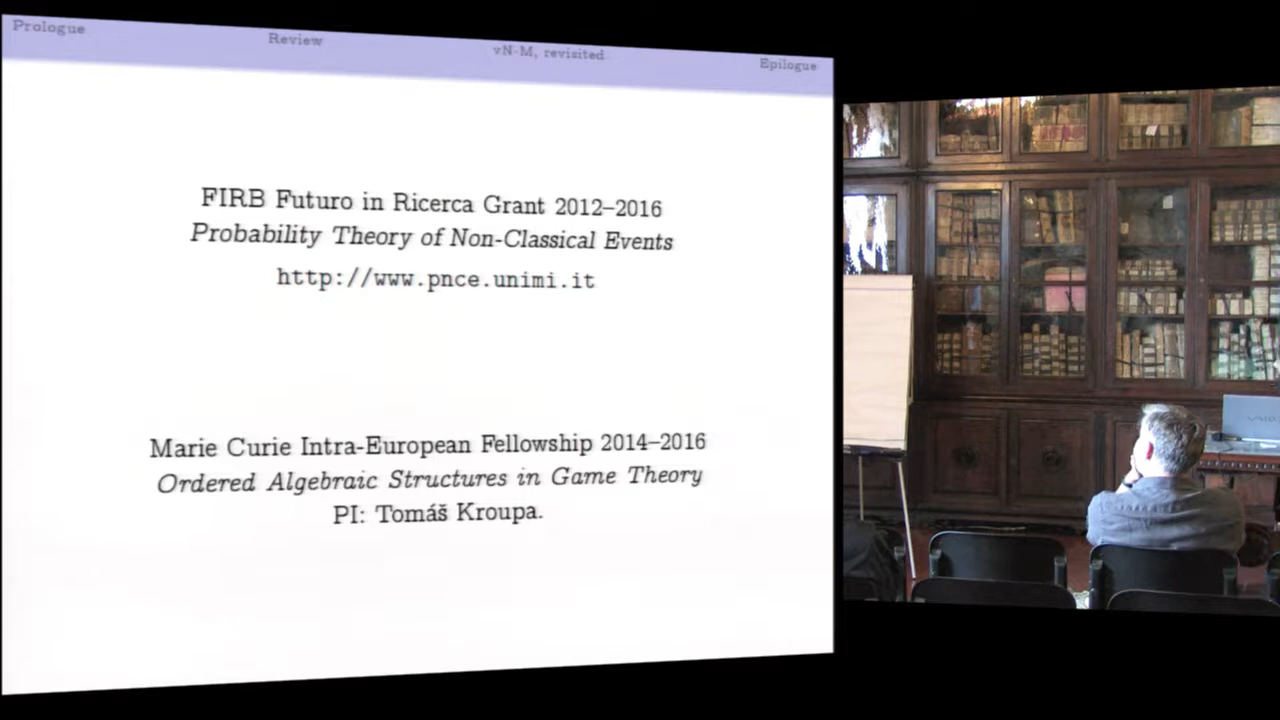 Prologue
Review
vN-M, revisited
Epilogue
FIRB Futuro in Ricerca Grant 2012–2016
Probability Theory of Non-Classical Events
http://www.pnce.unimi.it
Marie Curie Intra-European Fellowship 2014–2016
Ordered Algebraic Structures in Game Theory
PI: Tomáš Kroupa.
VAIO